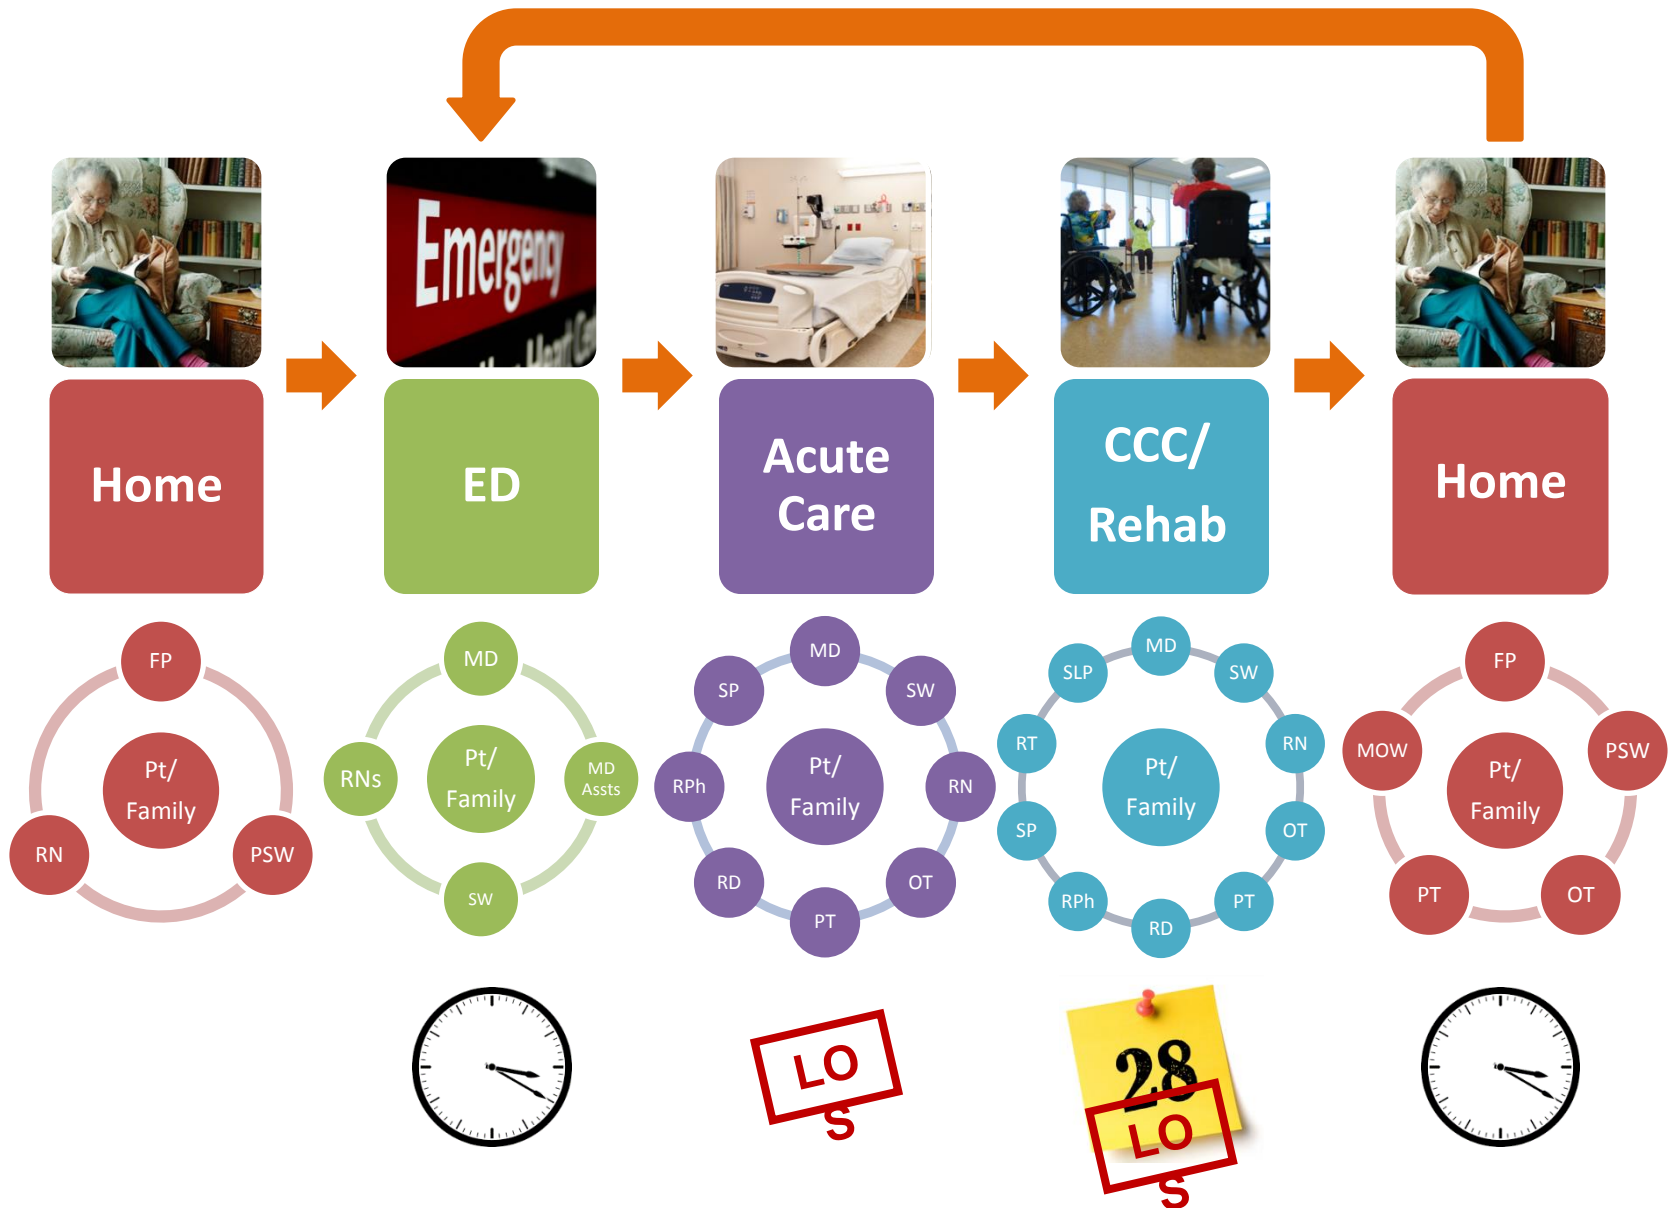 Emergency
Home
ED
Acute
Care
CCC/
Rehab
Home
FP
Pt/
Family
RN
PSW
MD
RNs
Pt/
Family
MD
Assts
SW
MD
SP
SW
RPh
Pt/
Family
RN
RD
OT
PT
MD
SLP
SW
RT
RN
Pt/
Family
SP
OT
RPh
PT
RD
FP
MOW
PSW
Pt/
Family
PT
OT
LO
S
28
LO
S